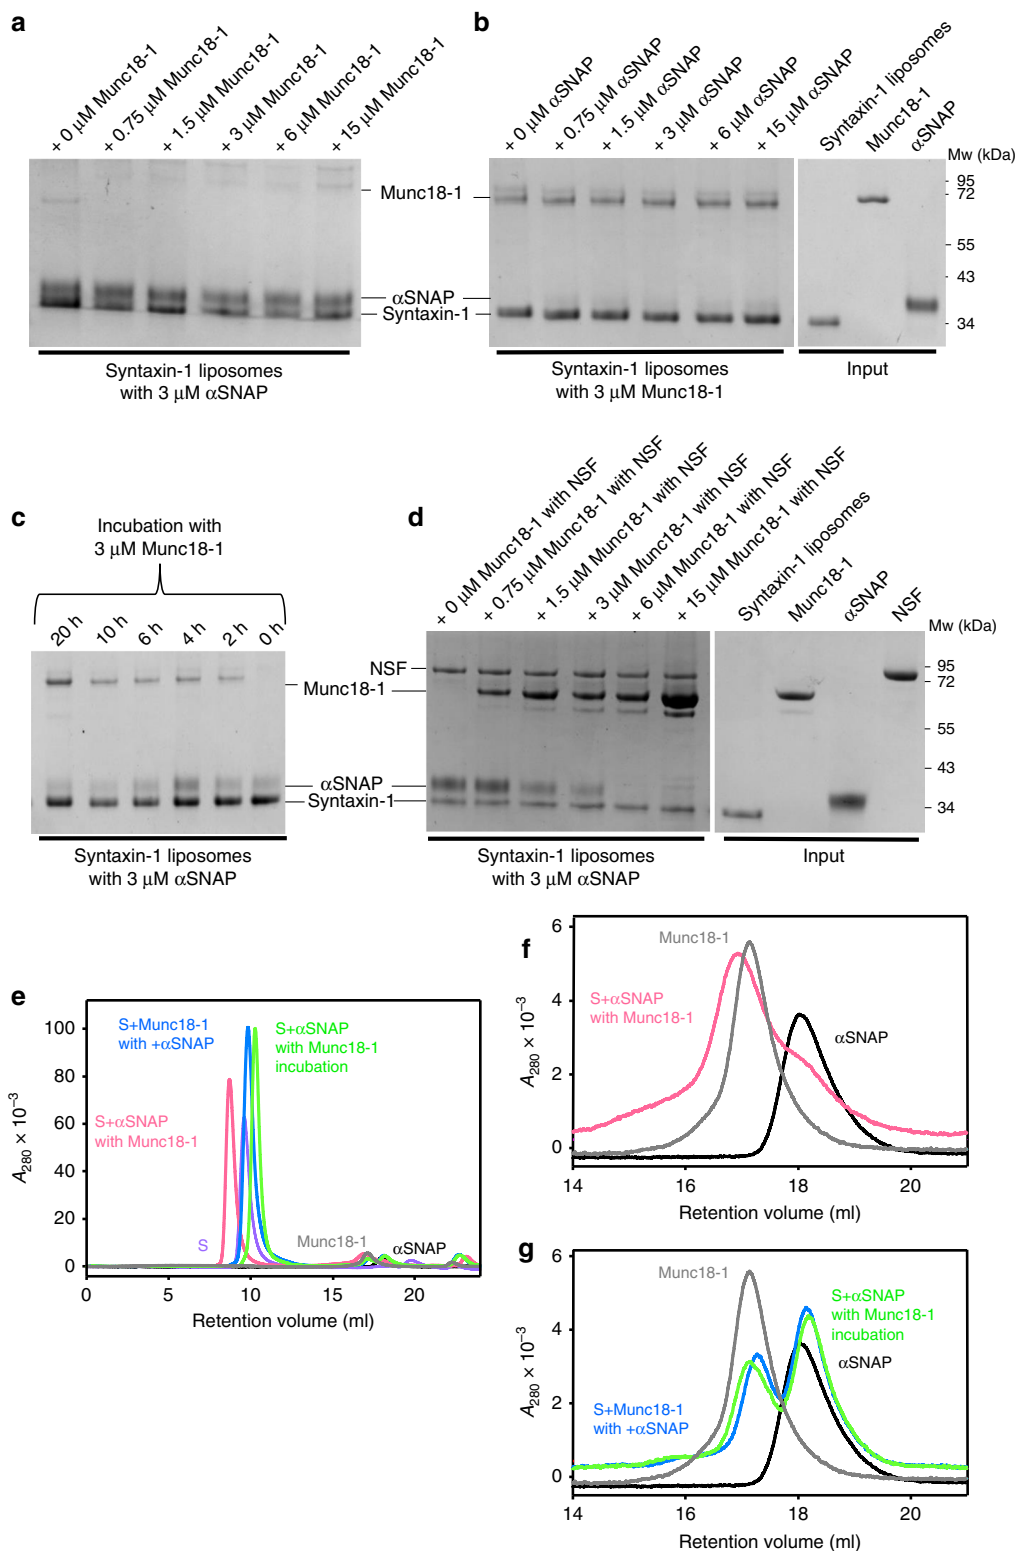 a
+ 0 µM Munc18-1
+ 0.75 µM Munc18-1
+ 1.5 µM Munc18-1
+ 3 µM Munc18-1
+ 6 µM Munc18-1
+ 15 µM Munc18-1
Munc18-1
αSNAP
Syntaxin-1
Syntaxin-1 liposomes
with 3 µM αSNAP
b
+ 0 µM αSNAP
+ 0.75 µM αSNAP
+ 1.5 µM αSNAP
+ 3 µM αSNAP
+ 6 µM αSNAP
+ 15 µM αSNAP
Syntaxin-1 liposomes
Munc18-1
αSNAP
Mw (kDa)
95
72
55
43
34
Syntaxin-1 liposomes
with 3 µM Munc18-1
Input
c
Incubation with
3 µM Munc18-1
20 h
10 h
6 h
4 h
2 h
0 h
Munc18-1
αSNAP
Syntaxin-1
Syntaxin-1 liposomes
with 3 µM αSNAP
d
+ 0 µM Munc18-1 with NSF
+ 0.75 µM Munc18-1 with NSF
+ 1.5 µM Munc18-1 with NSF
+ 3 µM Munc18-1 with NSF
+ 6 µM Munc18-1 with NSF
+ 15 µM Munc18-1 with NSF
Syntaxin-1 liposomes
Munc18-1
αSNAP
NSF
Mw (kDa)
NSF
95
72
55
43
34
Syntaxin-1 liposomes
with 3 µM αSNAP
Input
e
A280 × 10−3
100
80
60
40
20
0
S+Munc18-1
with +αSNAP
S+αSNAP
with Munc18-1
incubation
S+αSNAP
with Munc18-1
S
Munc18-1
αSNAP
0
5
10
15
20
Retention volume (ml)
f
A280 × 10−3
6
4
2
0
Munc18-1
S+αSNAP
with Munc18-1
αSNAP
14
16
18
20
Retention volume (ml)
g
A280 × 10−3
6
4
2
0
Munc18-1
S+αSNAP
with Munc18-1
incubation
αSNAP
S+Munc18-1
with +αSNAP
14
16
18
20
Retention volume (ml)